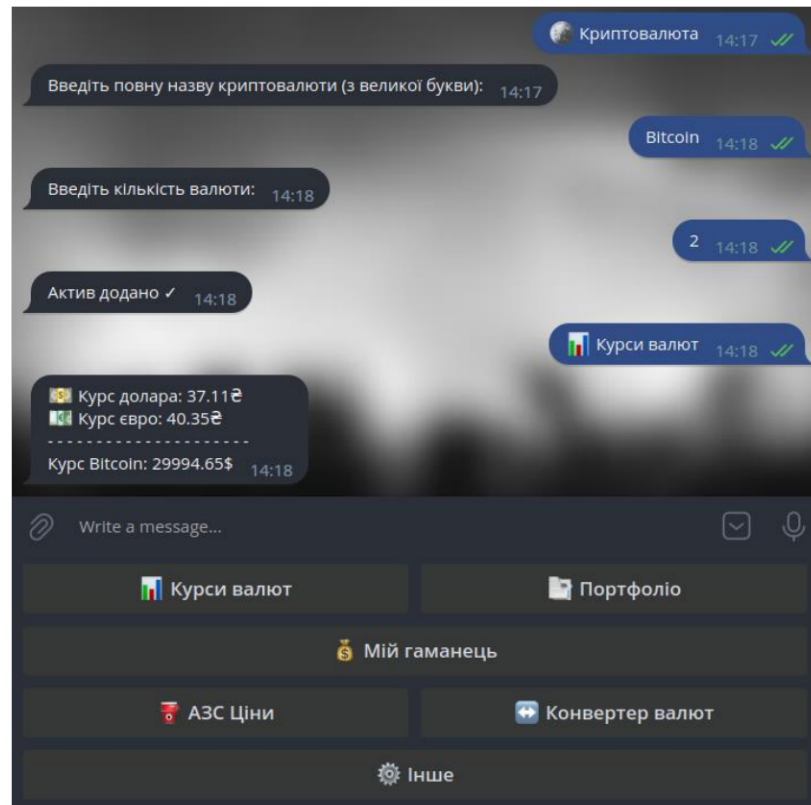 Криптовалюта 14:17
Введіть повну назву криптовалюти (з великої букви): 14:17
Bitcoin 14:18
Введіть кількість валюти: 14:18
2 14:18
Актив додано ✓ 14:18
Курси валют 14:18
Курс долара: 37.11₴
Курс євро: 40.35₴
- - - - - - - - - - - - - - - - - - - - -
Курс Bitcoin: 29994.65$ 14:18
Write a message...
Курси валют
Портфоліо
Мій гаманець
АЗС Ціни
Конвертер валют
Інше